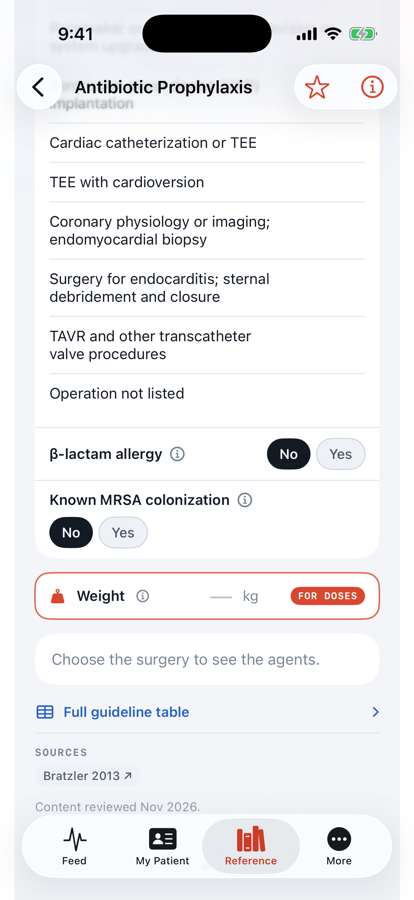 9:41
system upgra
Antibiotic Prophylaxis
implantation
Cardiac catheterization or TEE
TEE with cardioversion
Coronary physiology or imaging;
endomyocardial biopsy
Surgery for endocarditis; sternal
debridement and closure
TAVR and other transcatheter
valve procedures
Operation not listed
β-lactam allergy
No
Yes
Known MRSA colonization
No
Yes
Weight
kg
FOR DOSES
Choose the surgery to see the agents.
Full guideline table
SOURCES
Bratzler 2013 ↗
Content reviewed Nov 2026.
Feed
My Patient
Reference
More